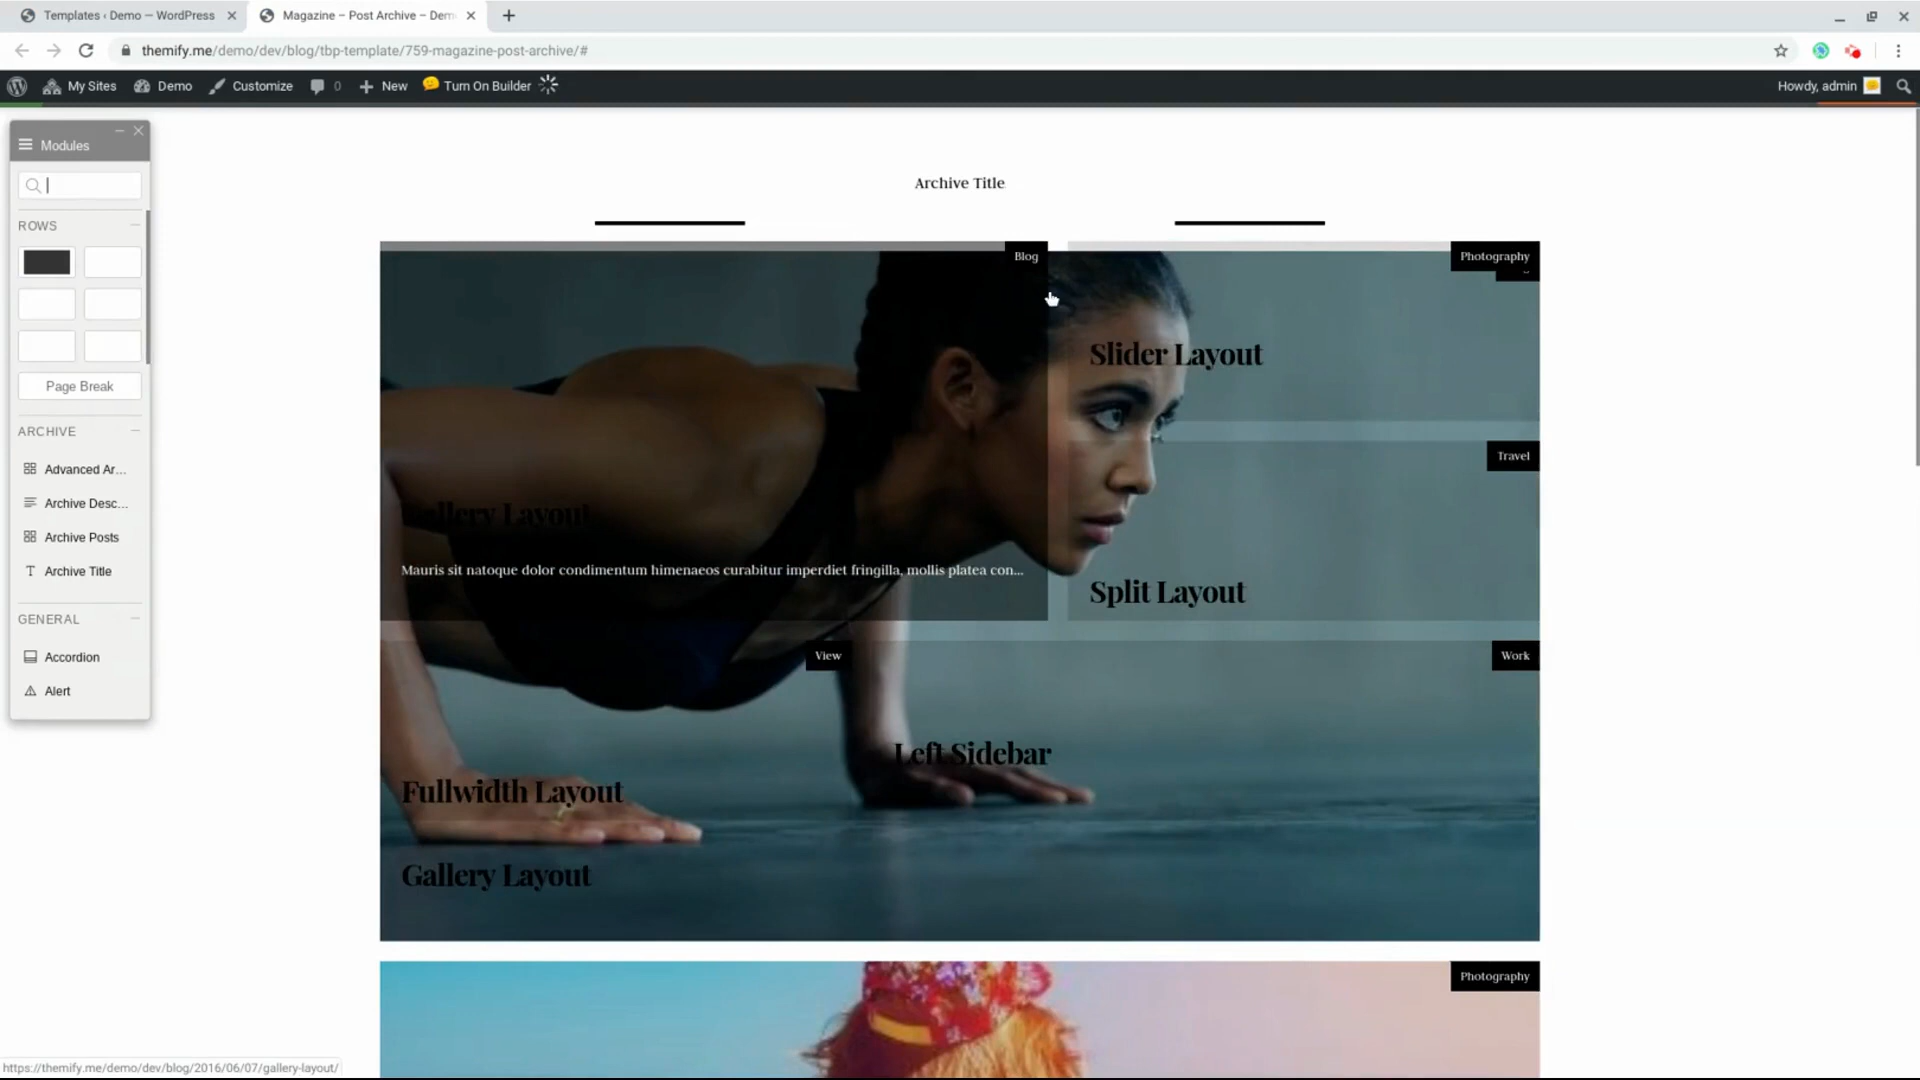 Templates ‹ Demo — WordPress
Magazine – Post Archive – Dem
themify.me/demo/dev/blog/tbp-template/759-magazine-post-archive/#
My Sites
Demo
Customize
0
New
Turn On Builder
Howdy, admin
Modules
ROWS
Page Break
ARCHIVE
Advanced Ar...
Archive Desc...
Archive Posts
Archive Title
GENERAL
Accordion
Alert
Archive Title
Blog
Photography
Slider Layout
Travel
Gallery Layout
Mauris sit natoque dolor condimentum himenaeos curabitur imperdiet fringilla, mollis platea con...
Split Layout
View
Work
Left Sidebar
Fullwidth Layout
Gallery Layout
Photography
https://themify.me/demo/dev/blog/2016/06/07/gallery-layout/